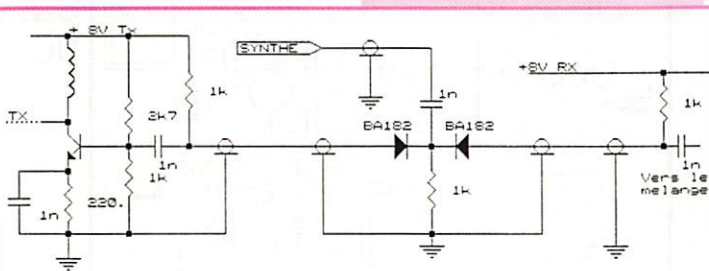 + 8V Tx
SYNTHE
+8V RX
1k
1n
1k
TX
2k7
BA182
BA182
1n
1n
1k
1k
Vers le
melange
1n
220.